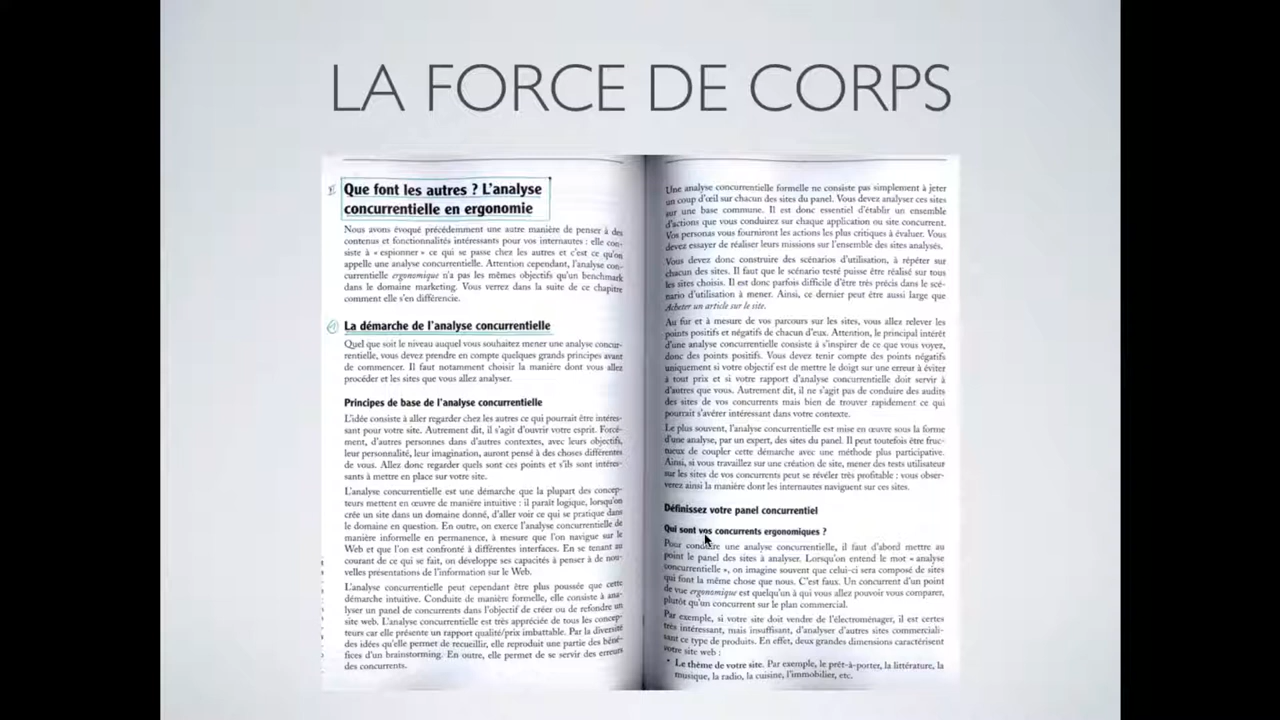 LA FORCE DE CORPS
Que font les autres ? L'analyse
concurrentielle en ergonomie
Nous avons évoqué précédemment une autre manière de penser à des
contenus et fonctionnalités intéressants pour vos internautes : elle con-
siste à « espionner » ce qui se passe chez les autres et c'est ce qu'on
appelle une analyse concurrentielle. Attention cependant, l'analyse con-
currentielle ergonomique n'a pas les mêmes objectifs qu'un benchmark
dans le domaine marketing. Vous verrez dans la suite de ce chapitre
comment elle s'en différencie.
La démarche de l'analyse concurrentielle
Quel que soit le niveau auquel vous souhaitez mener une analyse concur-
rentielle, vous devez prendre en compte quelques grands principes avant
de commencer. Il faut notamment choisir la manière dont vous allez
procéder et les sites que vous allez analyser.
Principes de base de l'analyse concurrentielle
L'idée consiste à aller regarder chez les autres ce qui pourrait être intéres-
sant pour votre site. Autrement dit, il s'agit d'ouvrir votre esprit. Forcé-
ment, d'autres personnes dans d'autres contextes, avec leurs objectifs,
leur personnalité, leur imagination, auront pensé à des choses différentes
de vous. Allez donc regarder quels sont ces points et s'ils sont intéres-
sants à mettre en place sur votre site.
L'analyse concurrentielle est une démarche que la plupart des concep-
teurs mettent en œuvre de manière intuitive : il paraît logique, lorsqu'on
crée un site dans un domaine donné, d'aller voir ce qui se pratique dans
le domaine en question. En outre, on exerce l'analyse concurrentielle de
manière informelle en permanence, à mesure que l'on navigue sur le
Web et que l'on est confronté à différentes interfaces. En se tenant au
courant de ce qui se fait, on développe ses capacités à penser à de nou-
velles présentations de l'information sur le Web.
L'analyse concurrentielle peut cependant être plus poussée que cette
démarche intuitive. Conduite de manière formelle, elle consiste à ana-
lyser un panel de concurrents dans l'objectif de créer ou de refondre un
site web. L'analyse concurrentielle est très appréciée de tous les concep-
teurs car elle présente un rapport qualité/prix imbattable. Par la diversité
des idées qu'elle permet de recueillir, elle reproduit une partie des béné-
fices d'un brainstorming. En outre, elle permet de se servir des erreurs
des concurrents.
Une analyse concurrentielle formelle ne consiste pas simplement à jeter
un coup d'œil sur chacun des sites du panel. Vous devez analyser ces sites
sur une base commune. Il est donc essentiel d'établir un ensemble
d'actions que vous conduirez sur chaque application ou site concurrent.
Vos personas vous fourniront les actions les plus critiques à évaluer. Vous
devez essayer de réaliser leurs missions sur l'ensemble des sites analysés.
Vous devez donc construire des scénarios d'utilisation, à répéter sur
chacun des sites. Il faut que le scénario testé puisse être réalisé sur tous
les sites choisis. Il est donc parfois difficile d'être très précis dans le scé-
nario d'utilisation à mener. Ainsi, ce dernier peut être aussi large que
Acheter un article sur le site.
Au fur et à mesure de vos parcours sur les sites, vous allez relever les
points positifs et négatifs de chacun d'eux. Attention, le principal intérêt
d'une analyse concurrentielle consiste à s'inspirer de ce que vous voyez,
donc des points positifs. Vous devez tenir compte des points négatifs
uniquement si votre objectif est de mettre le doigt sur une erreur à éviter
à tout prix et si votre rapport d'analyse concurrentielle doit servir à
d'autres que vous. Autrement dit, il ne s'agit pas de conduire des audits
des sites de vos concurrents mais bien de trouver rapidement ce qui
pourrait s'avérer intéressant dans votre contexte.
Le plus souvent, l'analyse concurrentielle est mise en œuvre sous la forme
d'une analyse, par un expert, des sites du panel. Il peut toutefois être fruc-
tueux de coupler cette démarche avec une méthode plus participative.
Ainsi, si vous travaillez sur une création de site, mener des tests utilisateur
sur les sites de vos concurrents peut se révéler très profitable : vous obser-
verez ainsi la manière dont les internautes naviguent sur ces sites.
Définissez votre panel concurrentiel
Qui sont vos concurrents ergonomiques ?
Pour conduire une analyse concurrentielle, il faut d'abord mettre au
point le panel des sites à analyser. Lorsqu'on entend le mot « analyse
concurrentielle », on imagine souvent que celui-ci sera composé de sites
qui font la même chose que nous. C'est faux. Un concurrent d'un point
de vue ergonomique est quelqu'un à qui vous allez pouvoir vous comparer,
plutôt qu'un concurrent sur le plan commercial.
Par exemple, si votre site doit vendre de l'électroménager, il est certes
très intéressant, mais insuffisant, d'analyser d'autres sites commerciali-
sant ce type de produits. En effet, deux grandes dimensions caractérisent
votre site web :
• Le thème de votre site. Par exemple, le prêt-à-porter, la littérature, la
musique, la radio, la cuisine, l'immobilier, etc.